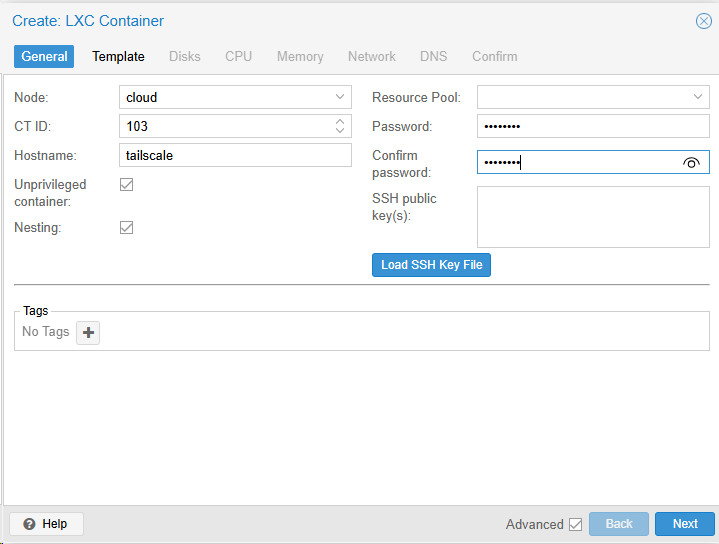 Create: LXC Container
General Template Disks CPU Memory Network DNS Confirm
Node: cloud
CT ID: 103
Hostname: tailscale
Unprivileged
container:
Nesting:
Resource Pool:
Password: ••••••••
Confirm
password: ••••••••
SSH public
key(s):
Load SSH Key File
Tags
No Tags
Help
Advanced Back Next